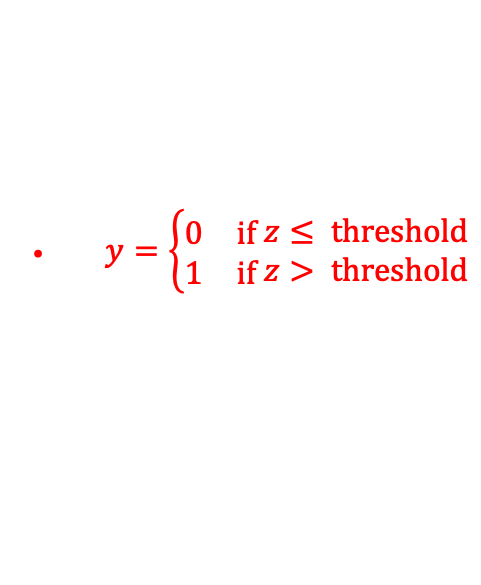 • y = {0 if z ≤ threshold
1 if z > threshold